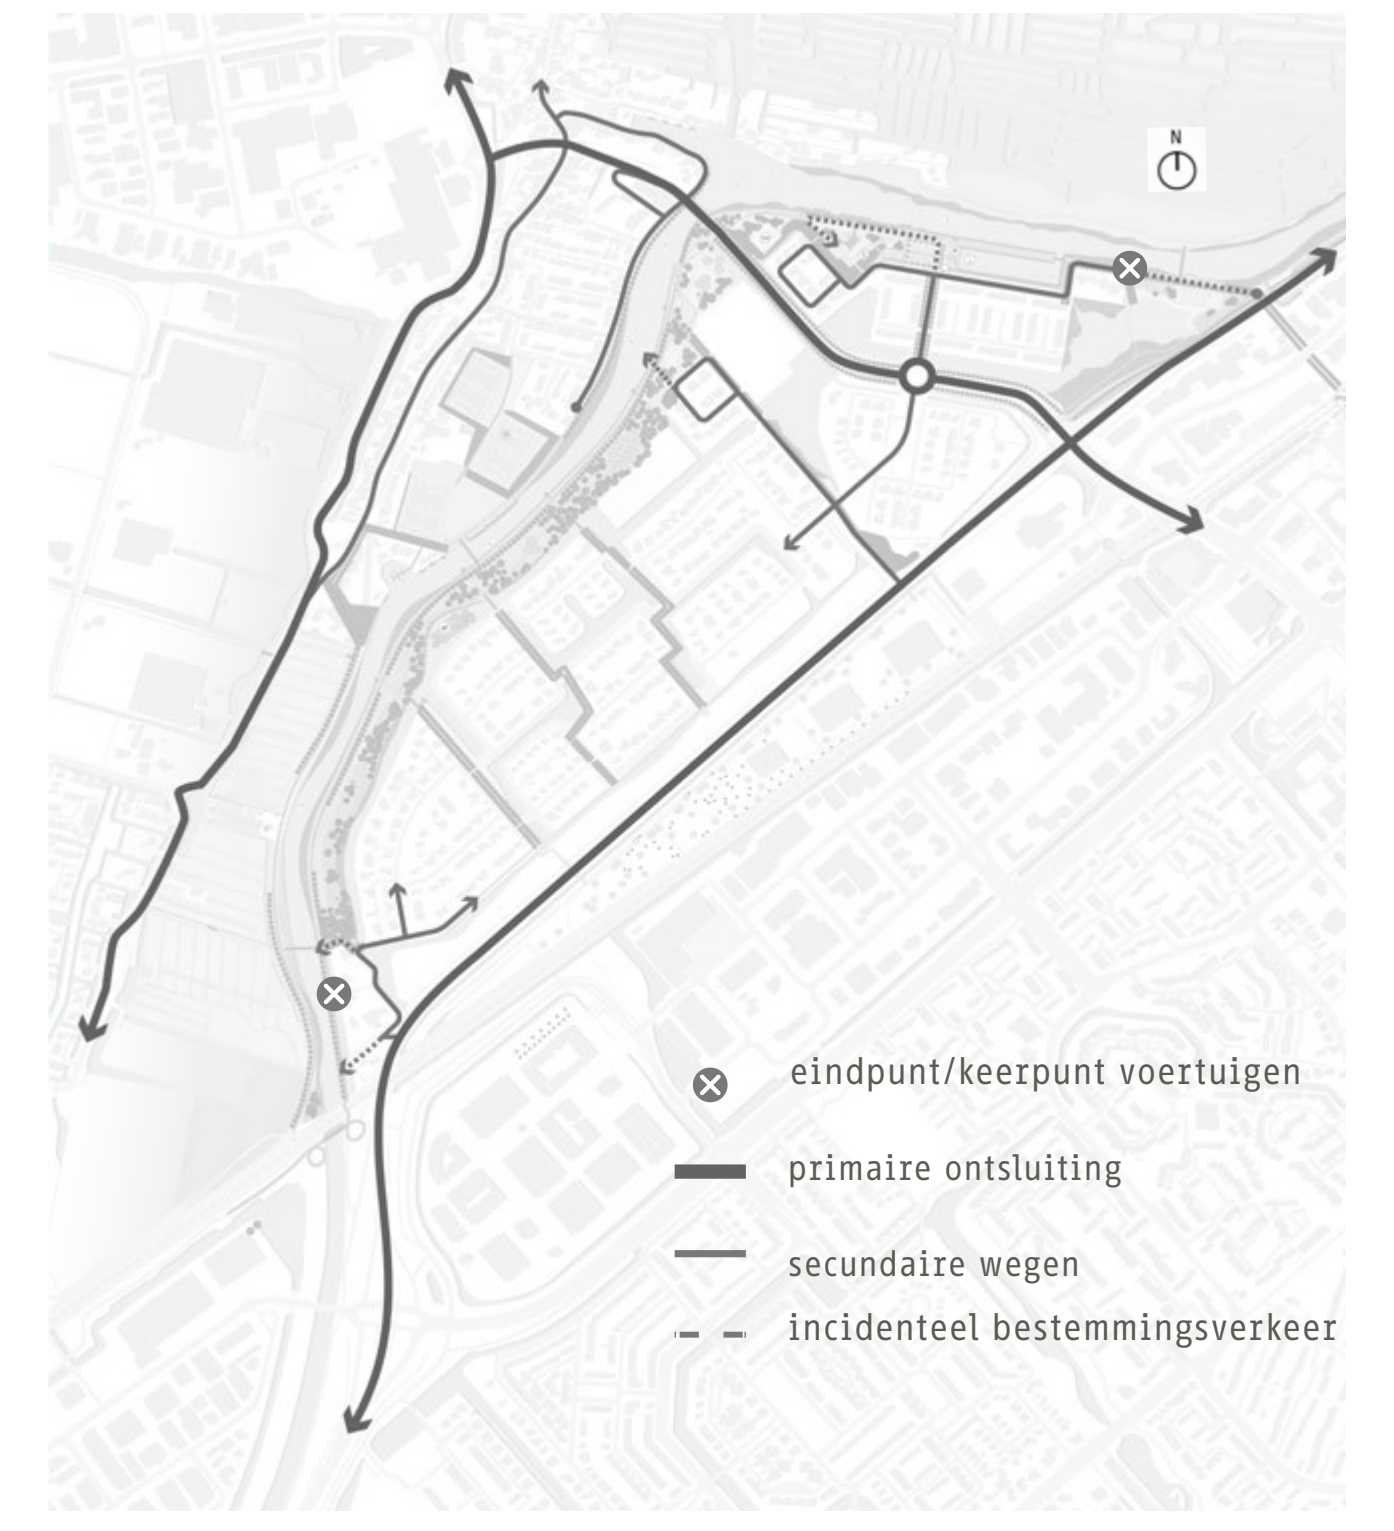 N
eindpunt/keerpunt voertuigen
primaire ontsluiting
secundaire wegen
incidenteel bestemmingsverkeer